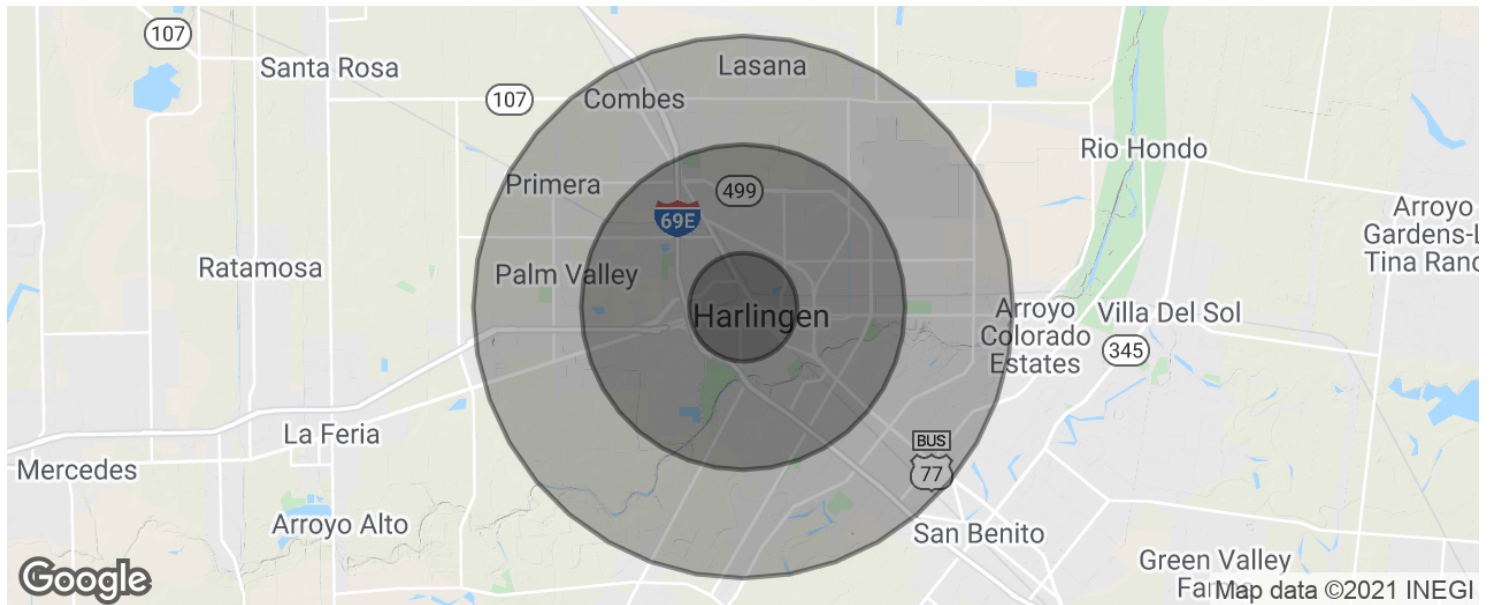 107
Santa Rosa
Lasana
107
Combes
Rio Hondo
Primera
499
69E
Arroyo
Gardens-L
Tina Ranc
Ratamosa
Palm Valley
Harlingen
Arroyo
Colorado
Estates
Villa Del Sol
345
La Feria
BUS
77
Mercedes
Arroyo Alto
San Benito
Green Valley
Google
Map data ©2021 INEGI